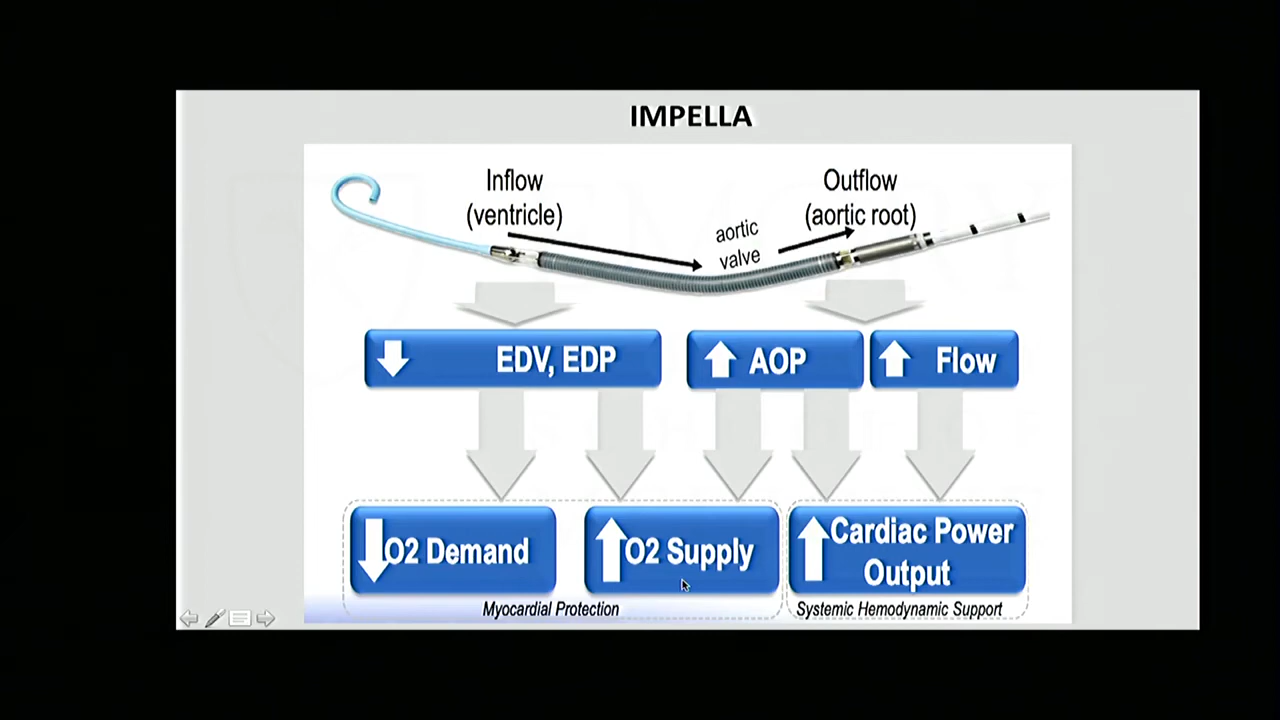 IMPELLA
Inflow
(ventricle)
Outflow
(aortic root)
aortic
valve
EDV, EDP
AOP
Flow
O2 Demand
O2 Supply
Cardiac Power
Output
Myocardial Protection
Systemic Hemodynamic Support